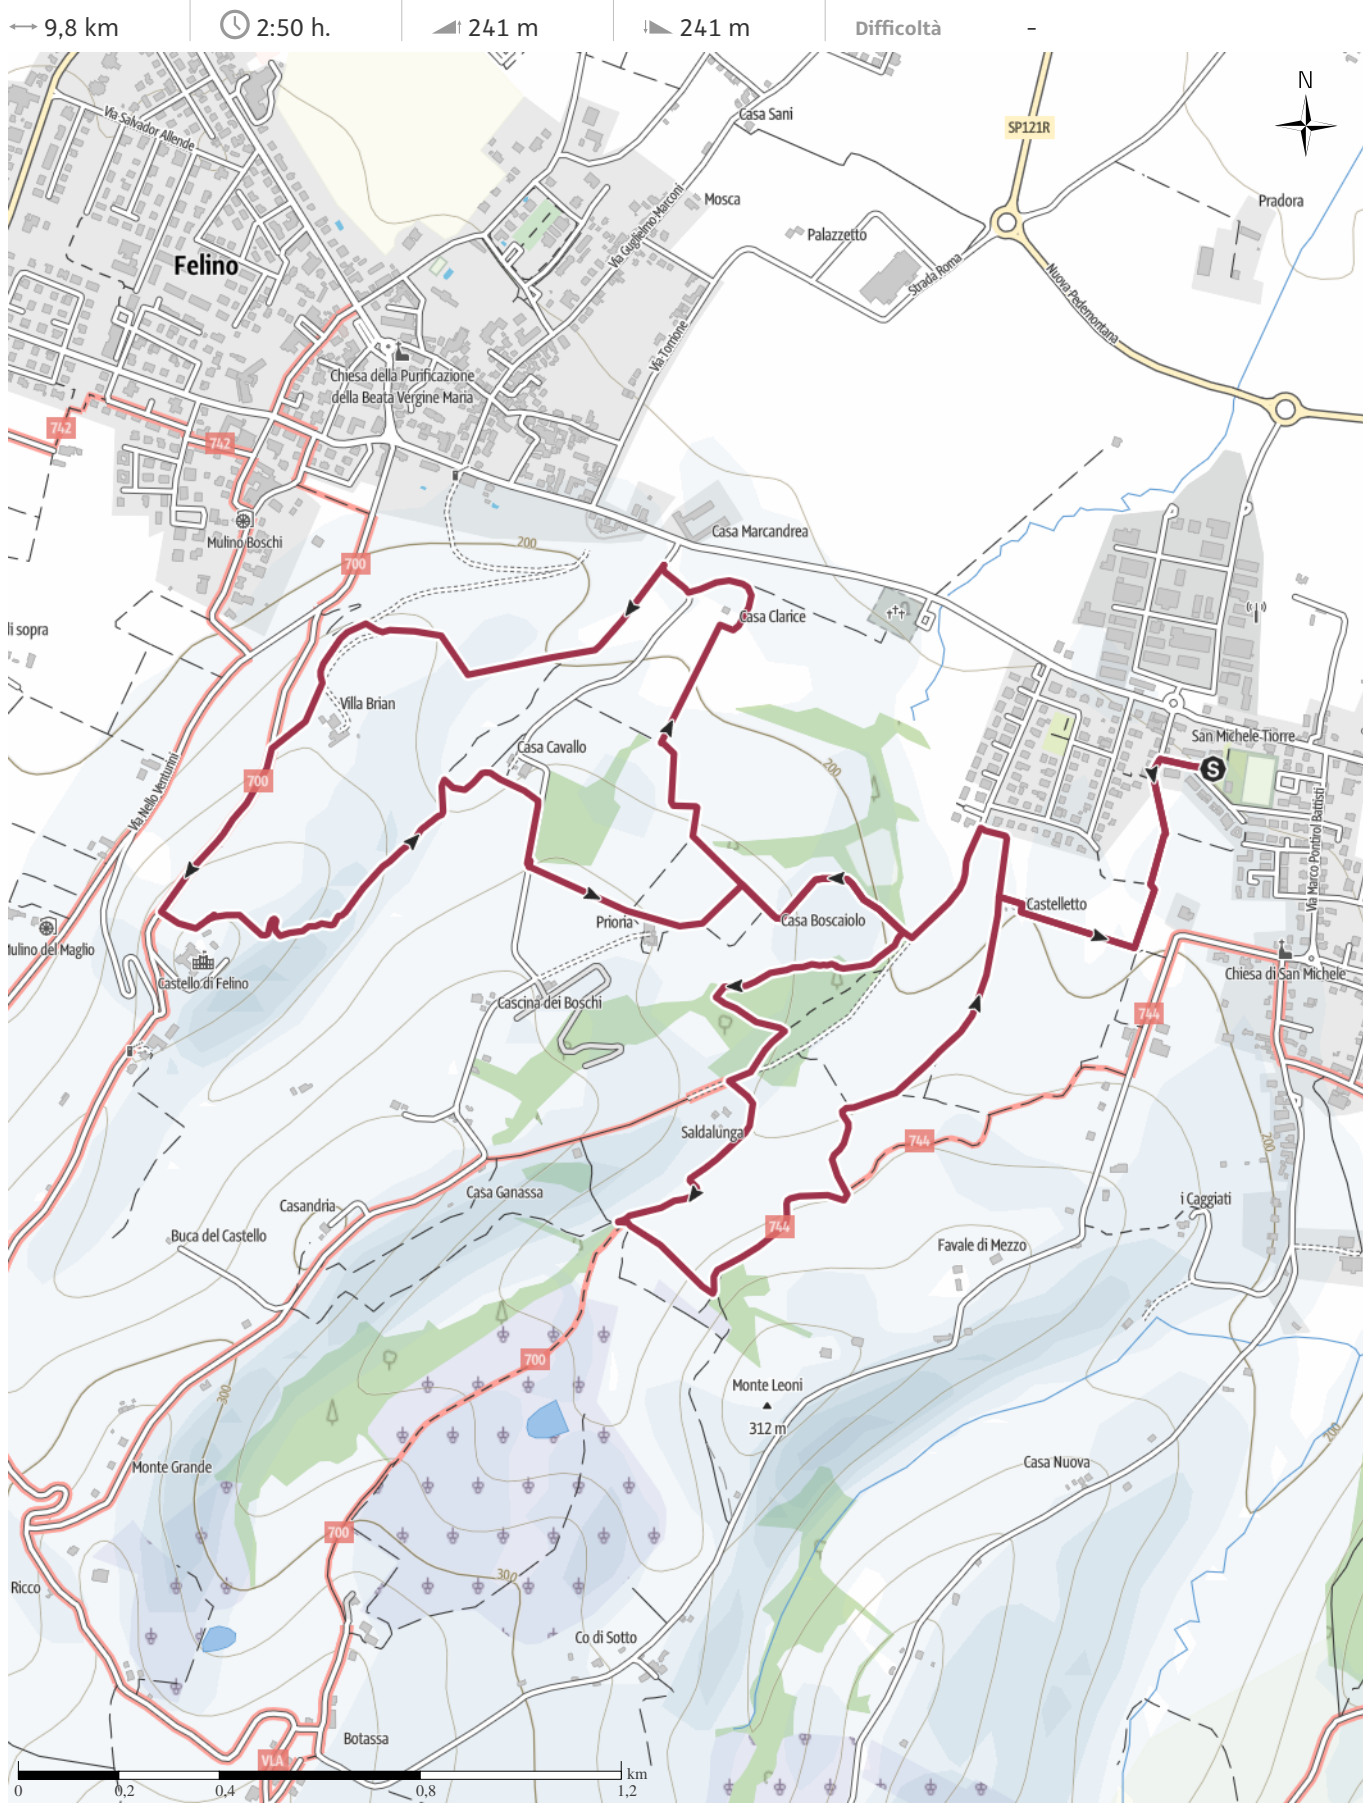 9,8 km
2:50 h.
241 m
241 m
Difficoltà
-
N
Casa Sani
SP121R
Via Salvador Allende
Mosca
Pradora
Via Guglielmo Marconi
Palazzetto
Felino
Strada Roma
Nuova Pedemontana
Via Torrione
Chiesa della Purificazione
della Beata Vergine Maria
1
742
742
Casa Marcandrea
Mulino Boschi
200
700
Casa Clarice
li sopra
Villa Brian
San Michele Tiorre
S
Casa Cavallo
200
700
Via Nello Venturini
Via Marco Pontirol Battisti
Castelletto
Prioria
Casa Boscaiolo
Mulino del Maglio
Chiesa di San Michele
Castello di Felino
Cascina dei Boschi
744
Saldalunga
744
200
Casa Ganassa
Casandria
i Caggiati
Buca del Castello
744
Favale di Mezzo
700
Monte Leoni
312 m
300
200
Monte Grande
Casa Nuova
700
300
Ricco
Co di Sotto
Botassa
VLA
km
0
0,2
0,4
0,8
1,2